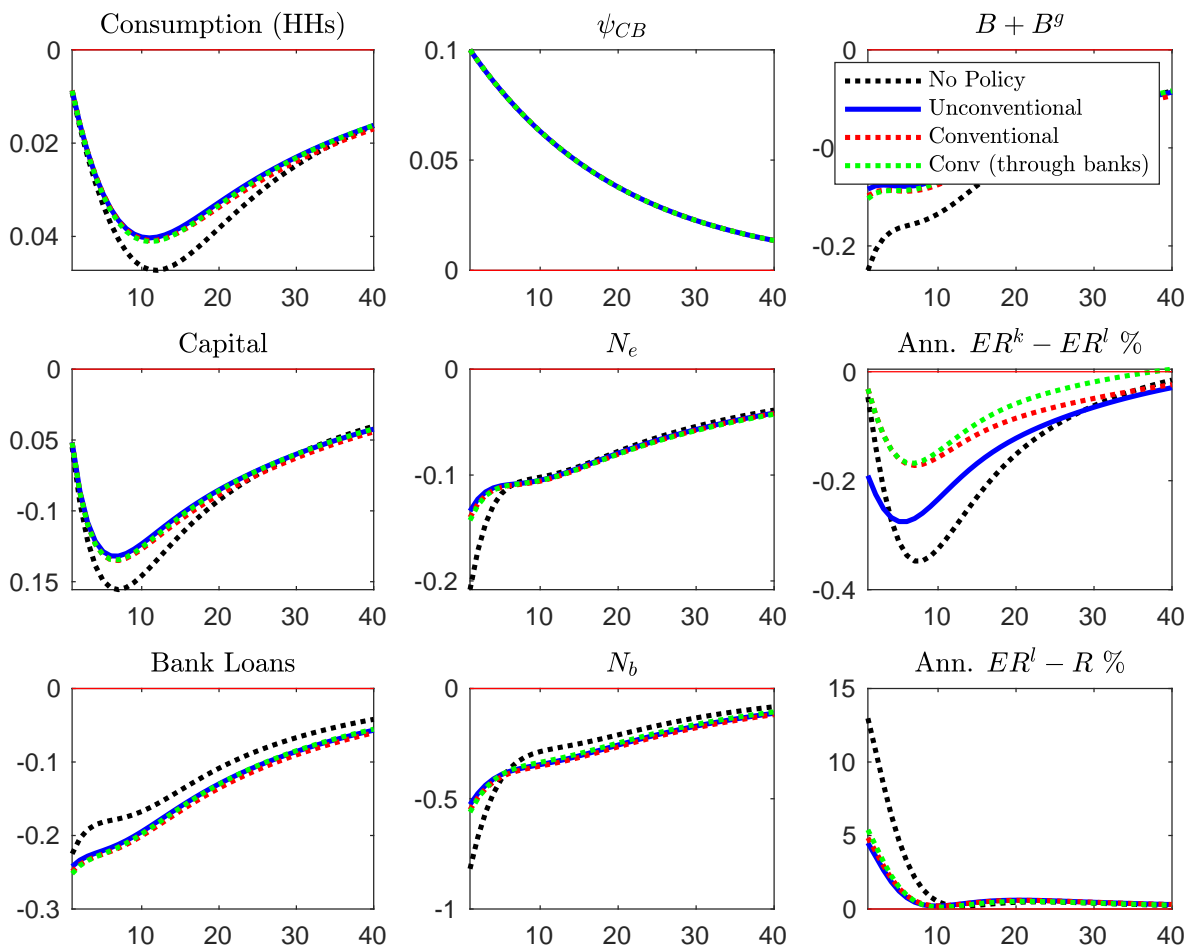 Consumption (HHs)
0
0.02
0.04
10 20 30 40
ψ_CB
0.1
0.05
0
10 20 30 40
B + B^g
0
-0
-0.2
10 20 30 40
No Policy
Unconventional
Conventional
Conv (through banks)
Capital
0
0.05
-0.1
0.15
10 20 30 40
N_e
0
-0.1
-0.2
10 20 30 40
Ann. ER^k − ER^l %
0
-0.2
-0.4
10 20 30 40
Bank Loans
0
-0.1
-0.2
-0.3
10 20 30 40
N_b
0
-0.5
-1
10 20 30 40
Ann. ER^l − R %
15
10
5
0
10 20 30 40